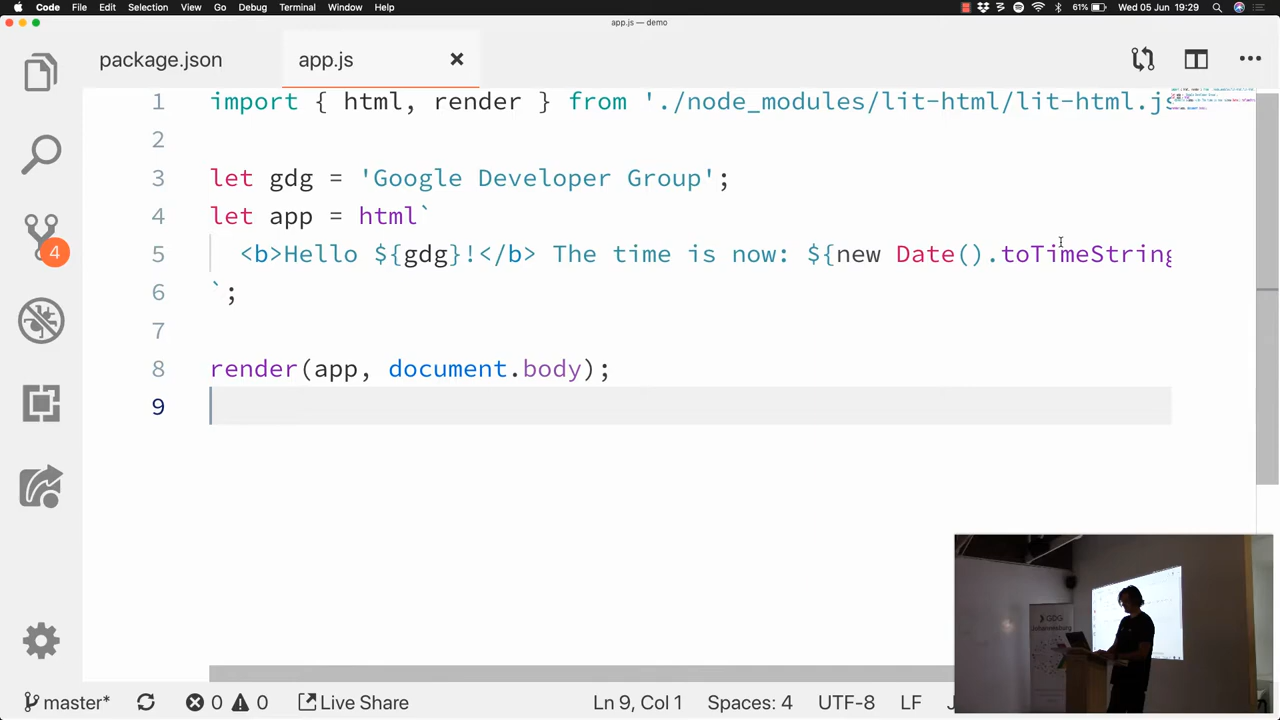 Code File Edit Selection View Go Debug Terminal Window Help 61% Wed 05 Jun 19:29
app.js — demo
package.json app.js
1 import { html, render } from './node_modules/lit-html/lit-html.js
2
3 let gdg = 'Google Developer Group';
4 let app = html`
5 <b>Hello ${gdg}!</b> The time is now: ${new Date().toTimeString
6 `;
7
8 render(app, document.body);
9
4
GDG
Johannesburg
master* 0 0 Live Share Ln 9, Col 1 Spaces: 4 UTF-8 LF